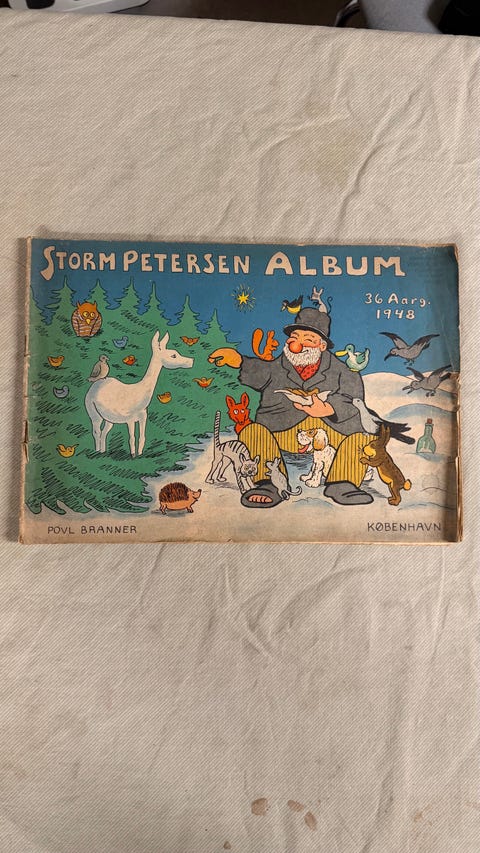 STORM PETERSEN ALBUM
36 Aarg.
1948
POVL BRANNER
KØBENHAVN